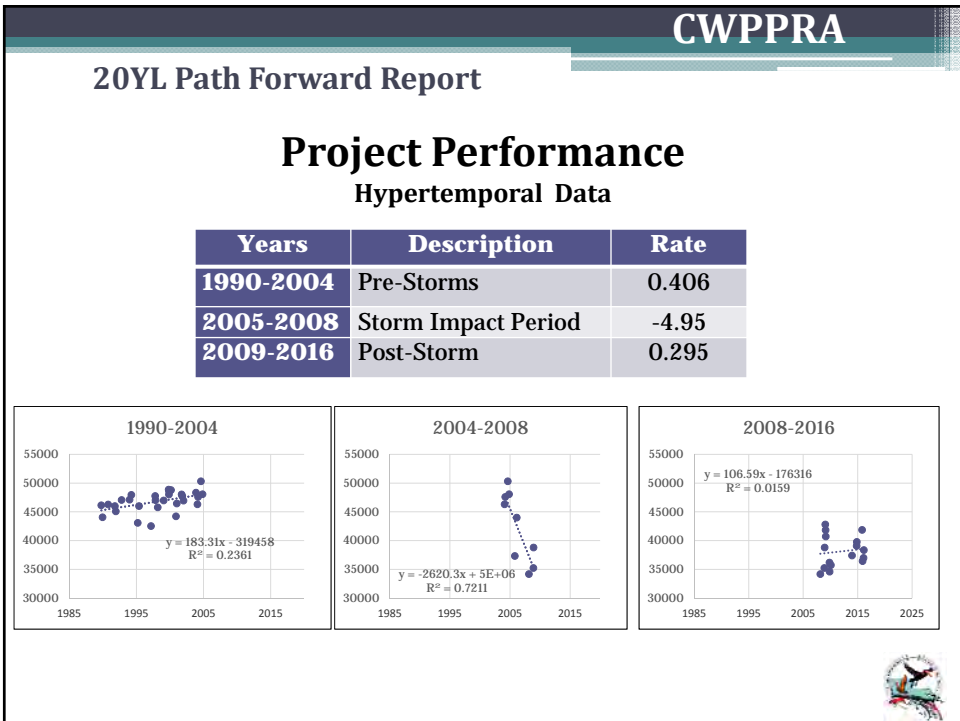 CWPPRA
20YL Path Forward Report
Project Performance
Hypertemporal Data
Years Description Rate
1990-2004 Pre-Storms 0.406
2005-2008 Storm Impact Period -4.95
2009-2016 Post-Storm 0.295
1990-2004
55000
50000
45000
40000
35000
30000
y = 183.31x - 319458
R² = 0.2361
1985 1995 2005 2015
2004-2008
55000
50000
45000
40000
35000
30000
y = -2620.3x + 5E+06
R² = 0.7211
1985 1995 2005 2015
2008-2016
55000
50000
45000
40000
35000
30000
y = 106.59x - 176316
R² = 0.0159
1985 1995 2005 2015 2025